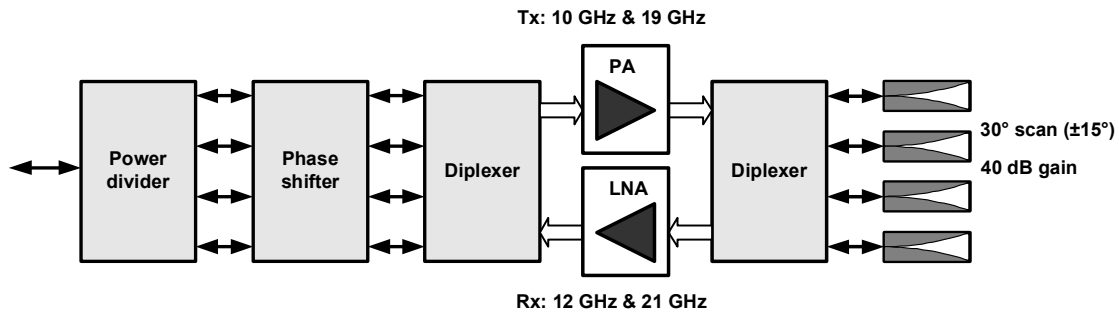 Tx: 10 GHz & 19 GHz
Power
divider
Phase
shifter
Diplexer
PA
LNA
Diplexer
30° scan (±15°)
40 dB gain
Rx: 12 GHz & 21 GHz